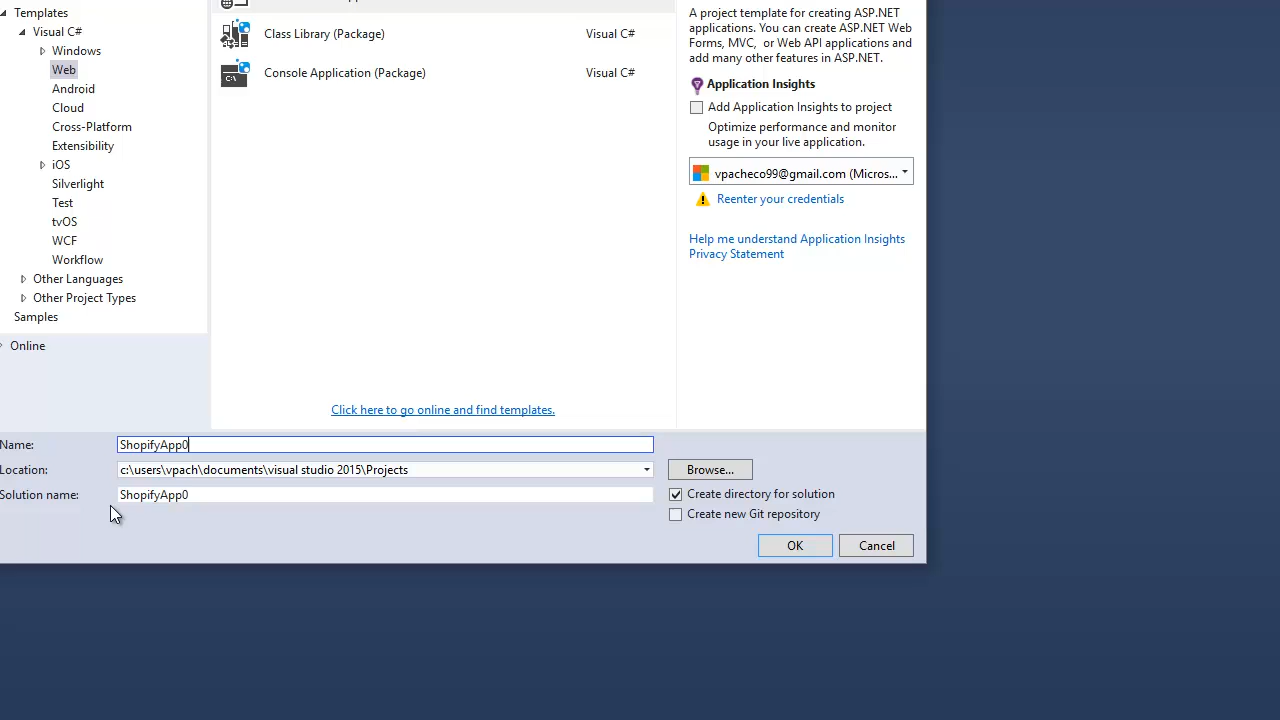 Templates
Visual C#
Windows
Web
Android
Cloud
Cross-Platform
Extensibility
iOS
Silverlight
Test
tvOS
WCF
Workflow
Other Languages
Other Project Types
Samples
Online
Class Library (Package) Visual C#
Console Application (Package) Visual C#
C:\
Click here to go online and find templates.
A project template for creating ASP.NET
applications. You can create ASP.NET Web
Forms, MVC, or Web API applications and
add many other features in ASP.NET.
Application Insights
Add Application Insights to project
Optimize performance and monitor
usage in your live application.
vpacheco99@gmail.com (Micros...
Reenter your credentials
Help me understand Application Insights
Privacy Statement
Name: ShopifyApp0
Location: c:\users\vpach\documents\visual studio 2015\Projects Browse...
Solution name: ShopifyApp0
Create directory for solution
Create new Git repository
OK Cancel